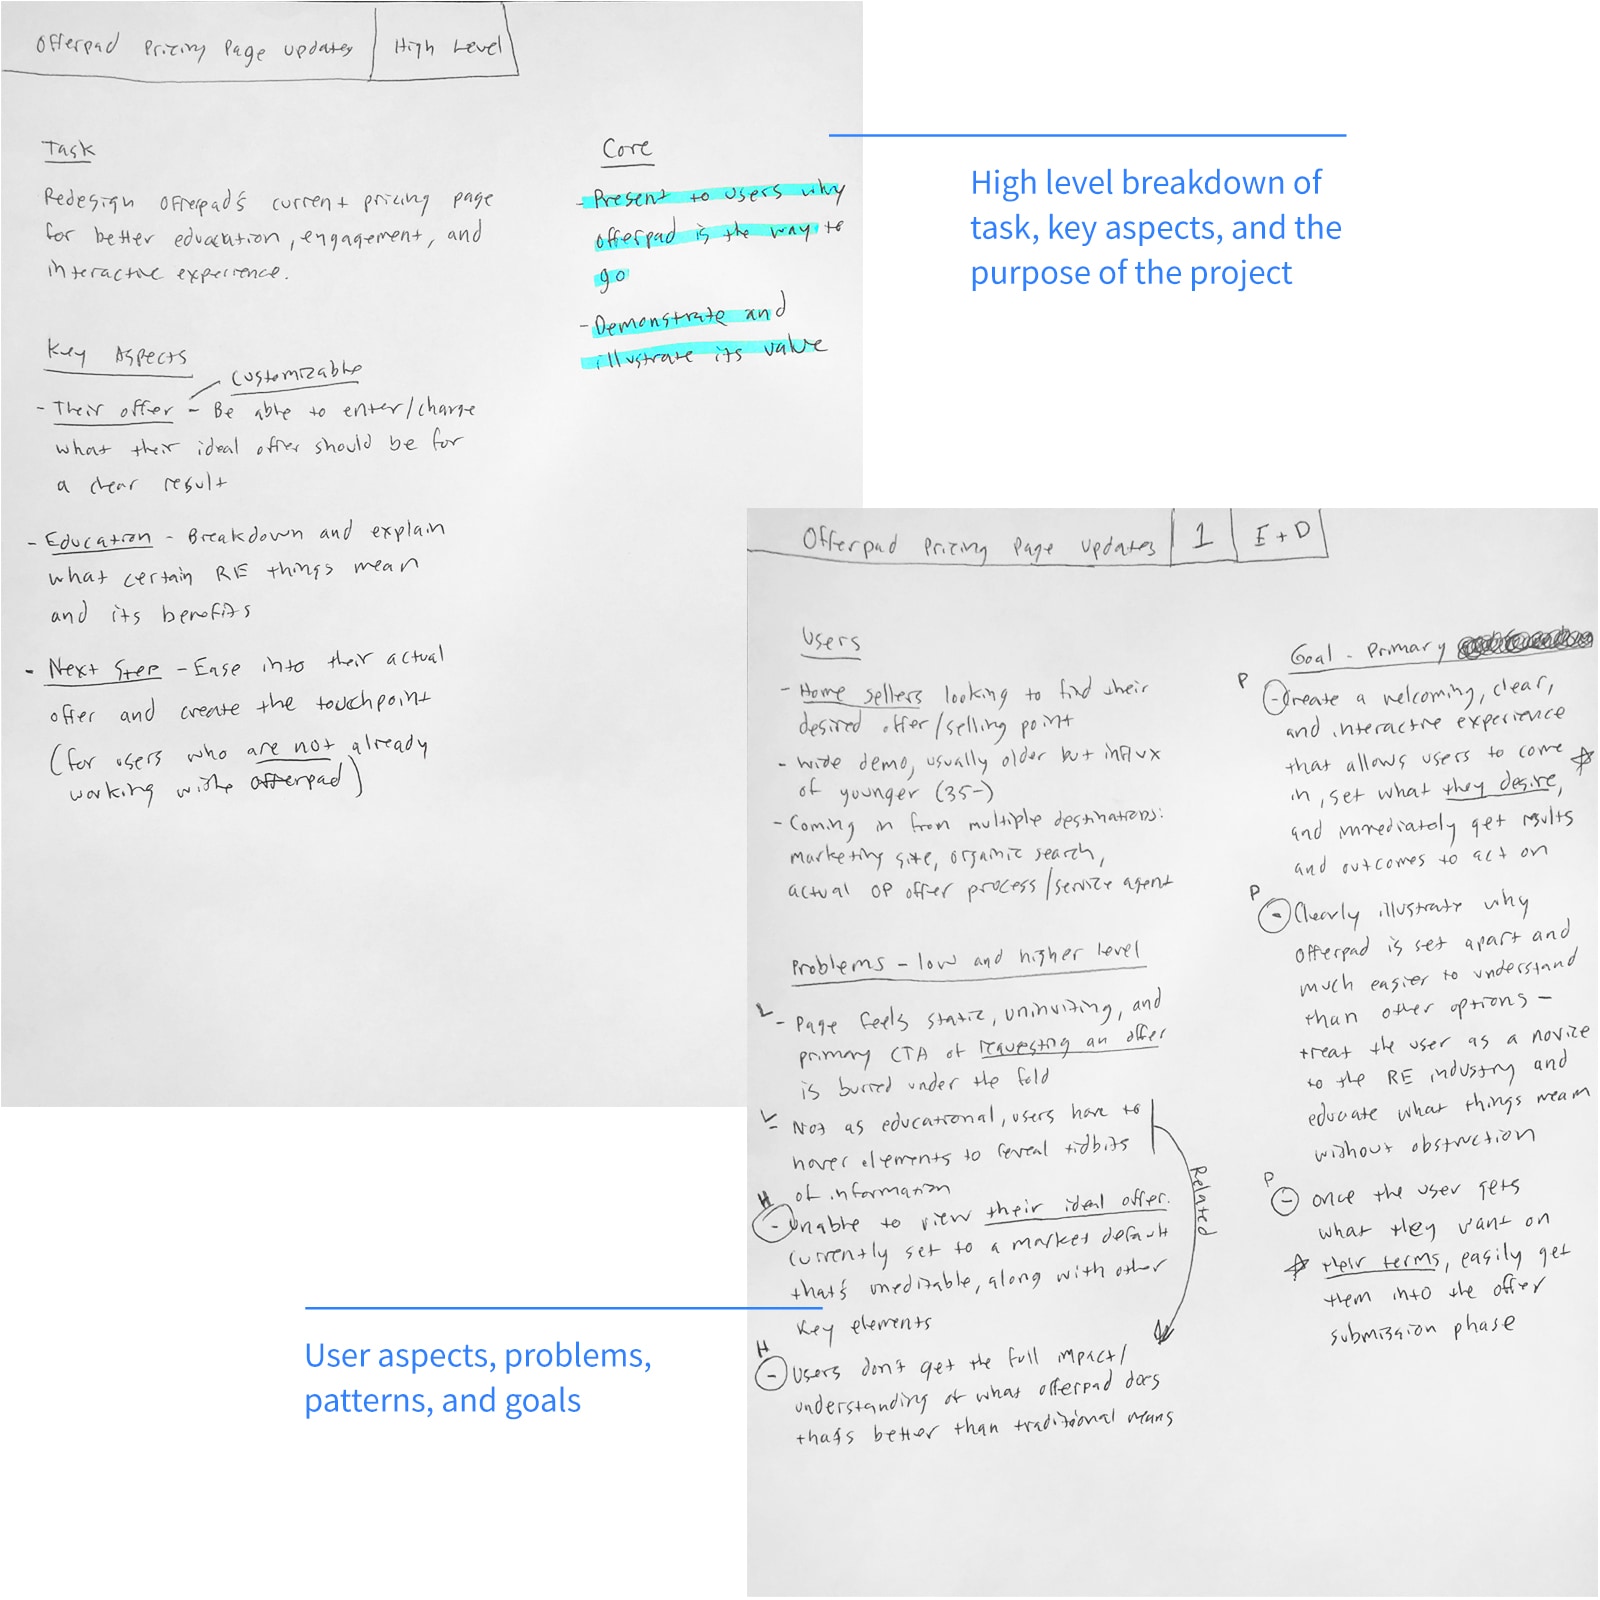 Offerpad Pricing Page Updates | High Level
Task
Redesign Offerpad's current pricing page
for better education, engagement, and
interactive experience.
Key Aspects
Customizable
- Their offer - Be able to enter/change
what their ideal offer should be for
a clear result
- Education - Breakdown and explain
what certain RE things mean
and its benefits
- Next Step - Ease into their actual
offer and create the touchpoint
(for users who are not already
working with offerpad)
Core
- Present to users why
offerpad is the way to
go
- Demonstrate and
illustrate its value
High level breakdown of
task, key aspects, and the
purpose of the project
Offerpad Pricing Page Updates | 1 | E + D
Users
- Home sellers looking to find their
desired offer/selling point
- wide demo, usually older but influx
of younger (35-)
- Coming in from multiple destinations:
marketing site, organic search,
actual OP offer process/service agent
Problems - low and higher level
L - Page feels static, uninviting, and
primary CTA of requesting an offer
is buried under the fold
L - Not as educational, users have to
hover elements to reveal tidbits
of information
H - Unable to view their ideal offer.
Currently set to a market default
that's uneditable, along with other
key elements
H - Users don't get the full impact/
understanding of what offerpad does
that's better than traditional means
Related
Goal - Primary
P - Create a welcoming, clear,
and interactive experience
that allows users to come
in, set what they desire,
and immediately get results
and outcomes to act on
P - Clearly illustrate why
offerpad is set apart and
much easier to understand
than other options -
treat the user as a novice
to the RE industry and
educate what things mean
without obstruction
P - once the user gets
what they want on
their terms, easily get
them into the offer
submission phase
User aspects, problems,
patterns, and goals